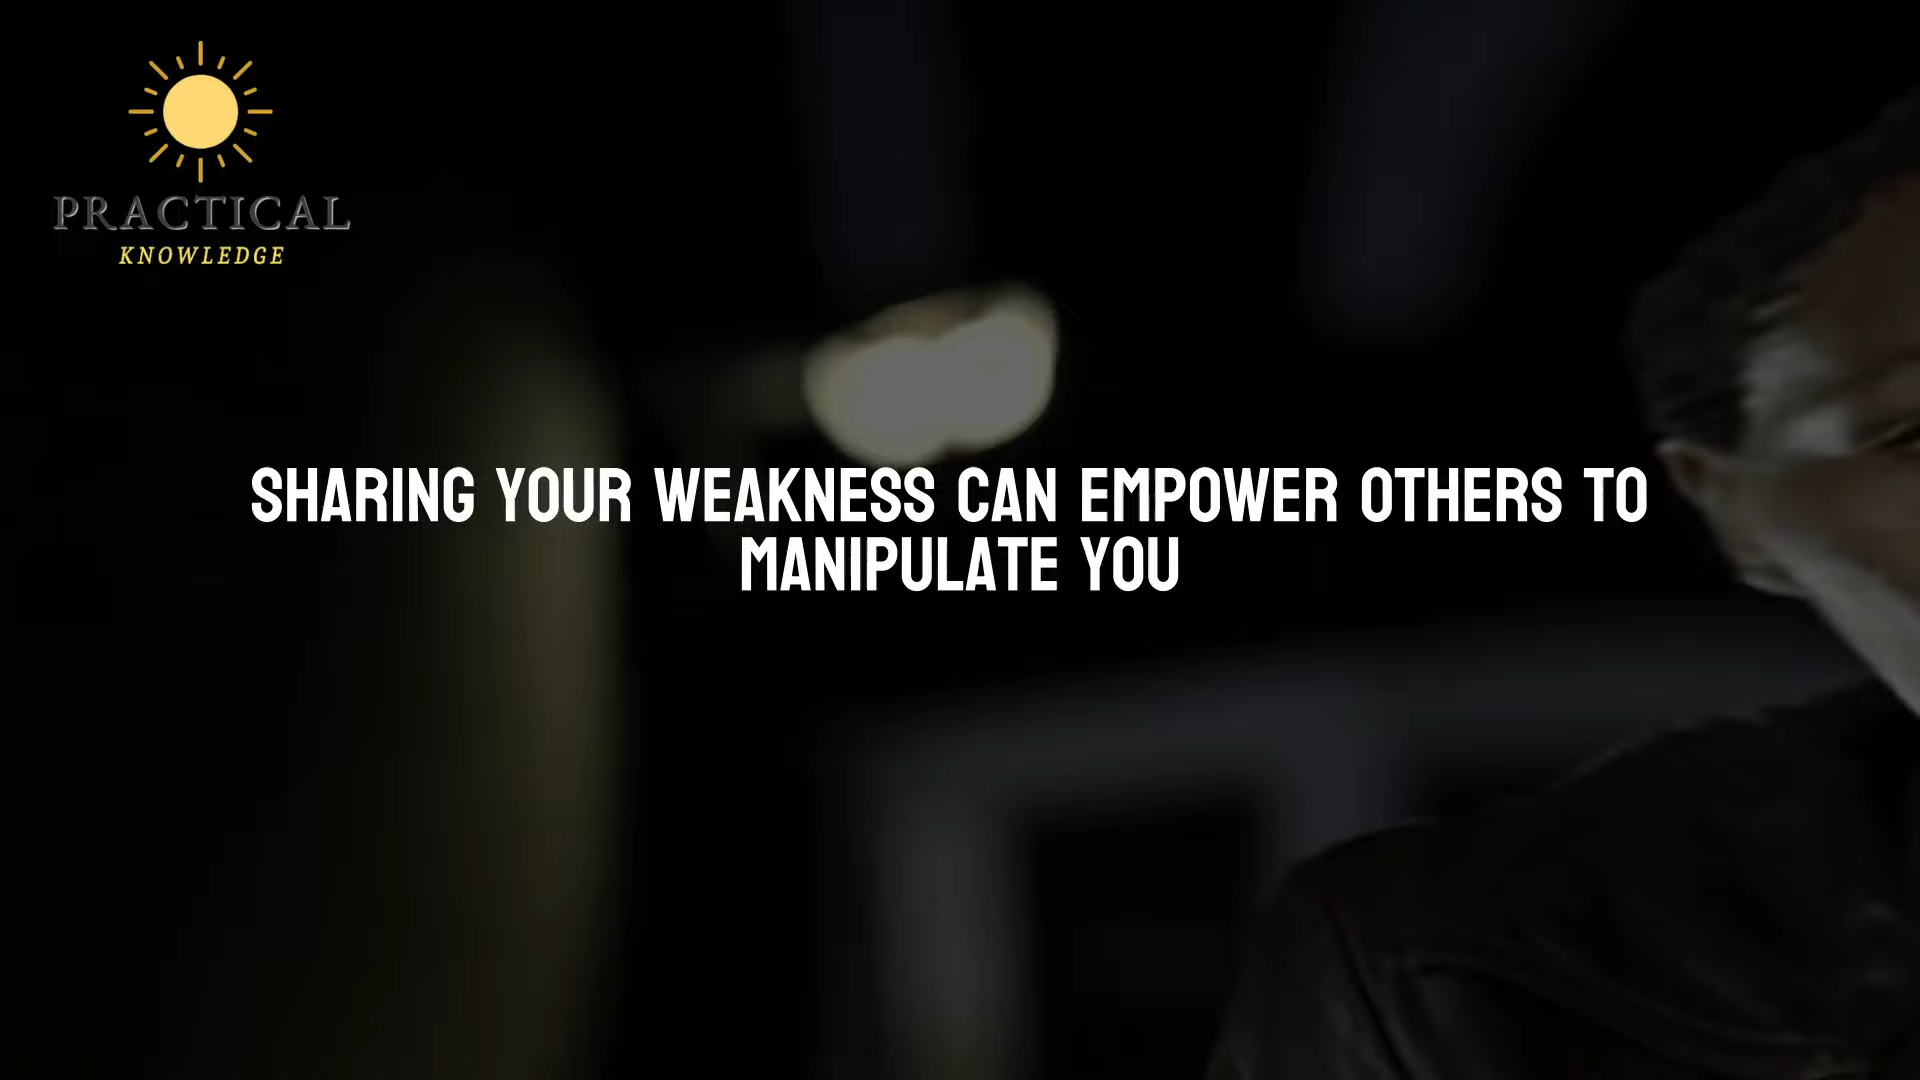 PRACTICAL
KNOWLEDGE
SHARING YOUR WEAKNESS CAN EMPOWER OTHERS TO
MANIPULATE YOU